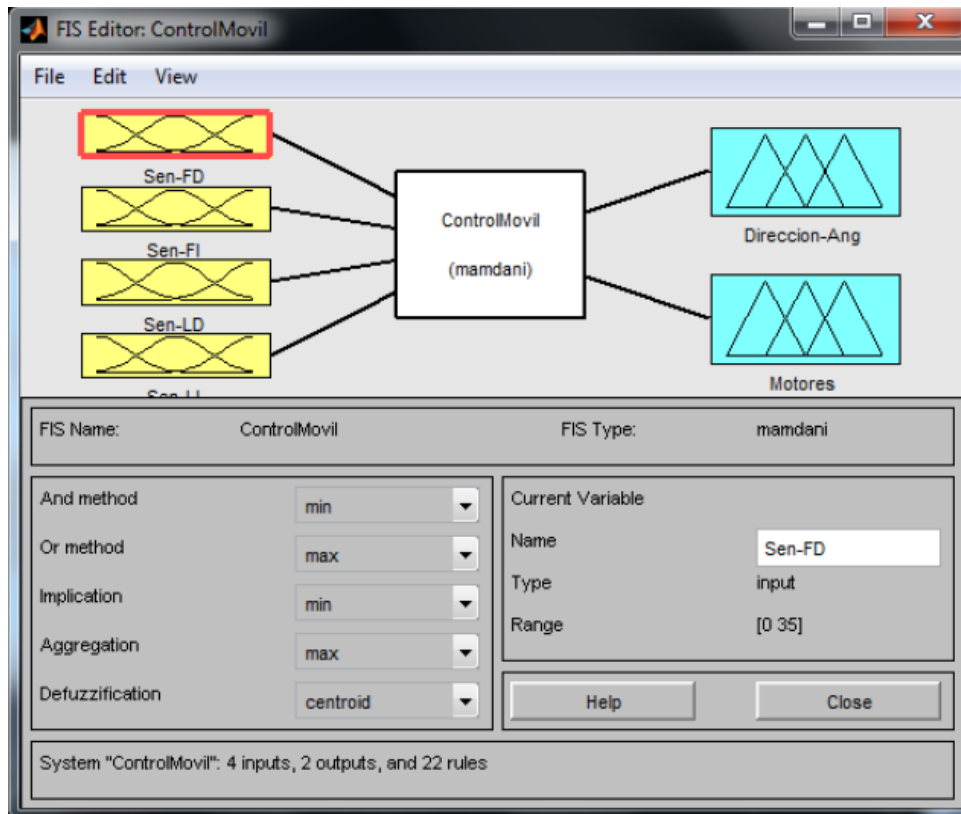 FIS Editor: ControlMovil
File Edit View
Sen-FD
Sen-FI
Sen-LD
ControlMovil
(mamdani)
Direccion-Ang
Motores
FIS Name: ControlMovil FIS Type: mamdani
And method min
Or method max
Implication min
Aggregation max
Defuzzification centroid
Current Variable
Name Sen-FD
Type input
Range [0 35]
Help Close
System "ControlMovil": 4 inputs, 2 outputs, and 22 rules